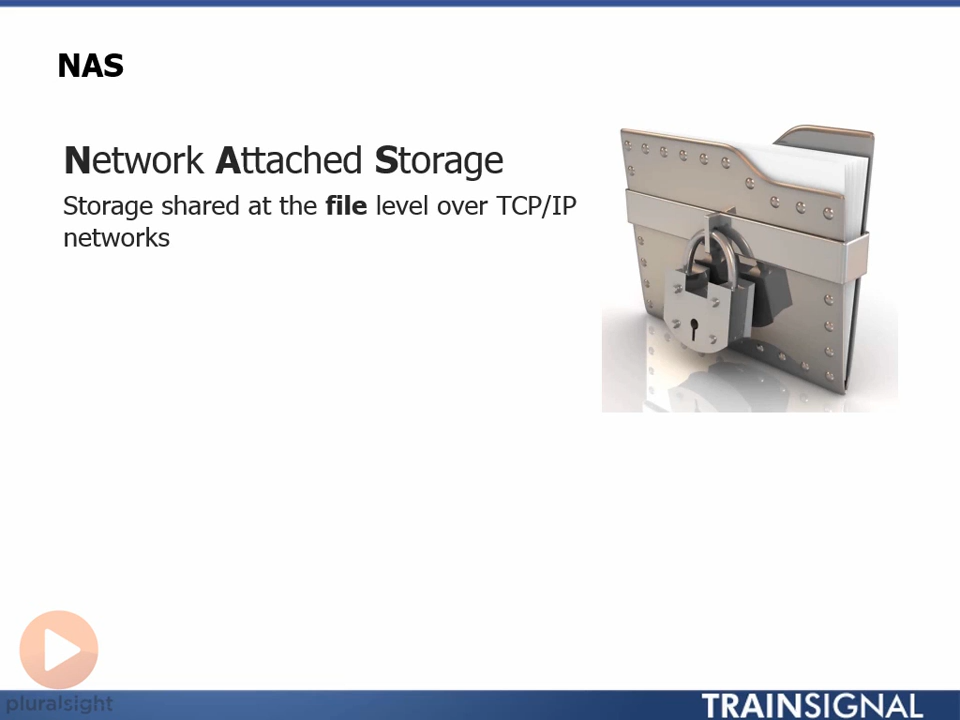 NAS
Network Attached Storage
Storage shared at the file level over TCP/IP
networks
pluralsight
TRAINSIGNAL